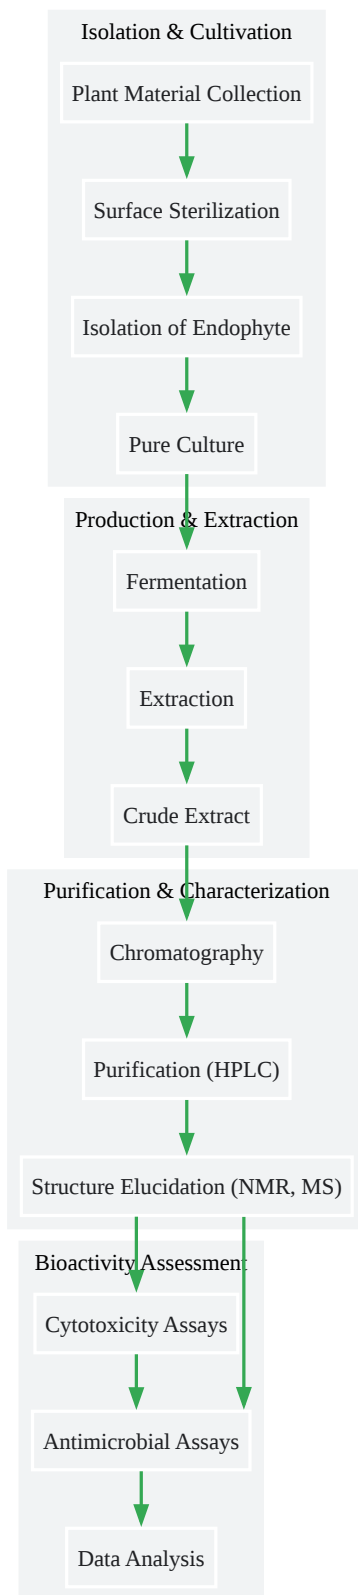 Isolation & Cultivation
Plant Material Collection
Surface Sterilization
Isolation of Endophyte
Pure Culture
Production & Extraction
Fermentation
Extraction
Crude Extract
Purification & Characterization
Chromatography
Purification (HPLC)
Structure Elucidation (NMR, MS)
Bioactivity Assessment
Cytotoxicity Assays
Antimicrobial Assays
Data Analysis